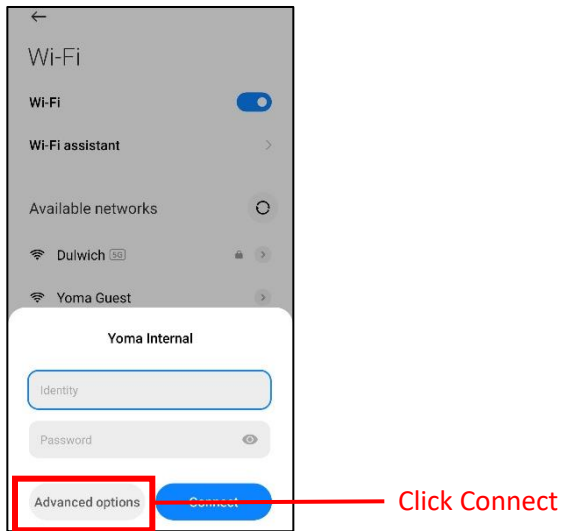 Wi-Fi
Wi-Fi
Wi-Fi assistant
Available networks
Dulwich 5G
Yoma Guest
Yoma Internal
Identity
Password
Advanced options Connect
Click Connect